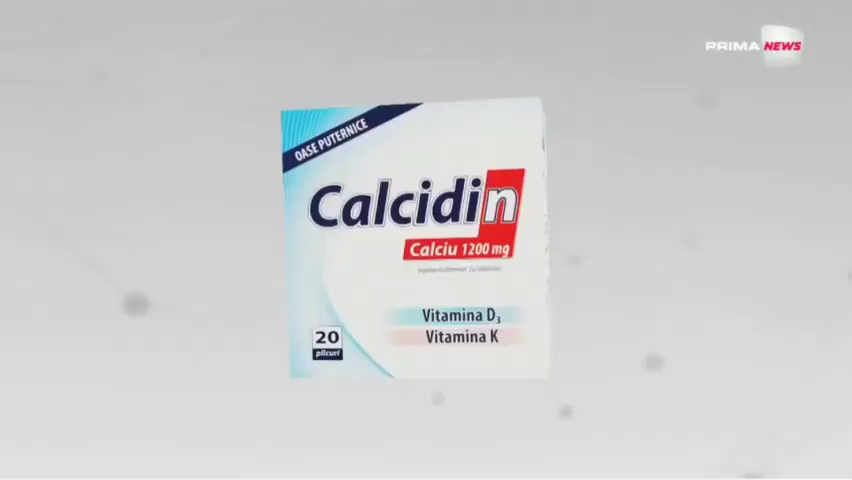 PRIMA NEWS
OASE PUTERNICE
Calcidin
Calciu 1200 mg
Vitamina D₃
Vitamina K
20
plicuri